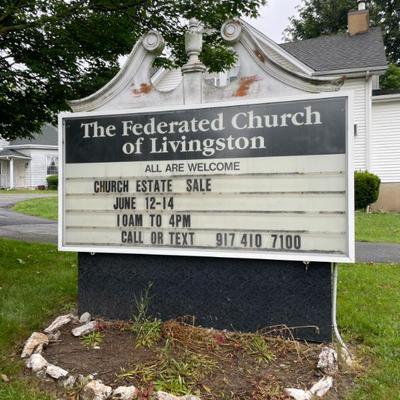 The Federated Church
of Livingston
ALL ARE WELCOME
CHURCH ESTATE SALE
JUNE 12-14
10AM TO 4PM
CALL OR TEXT 917 410 7100